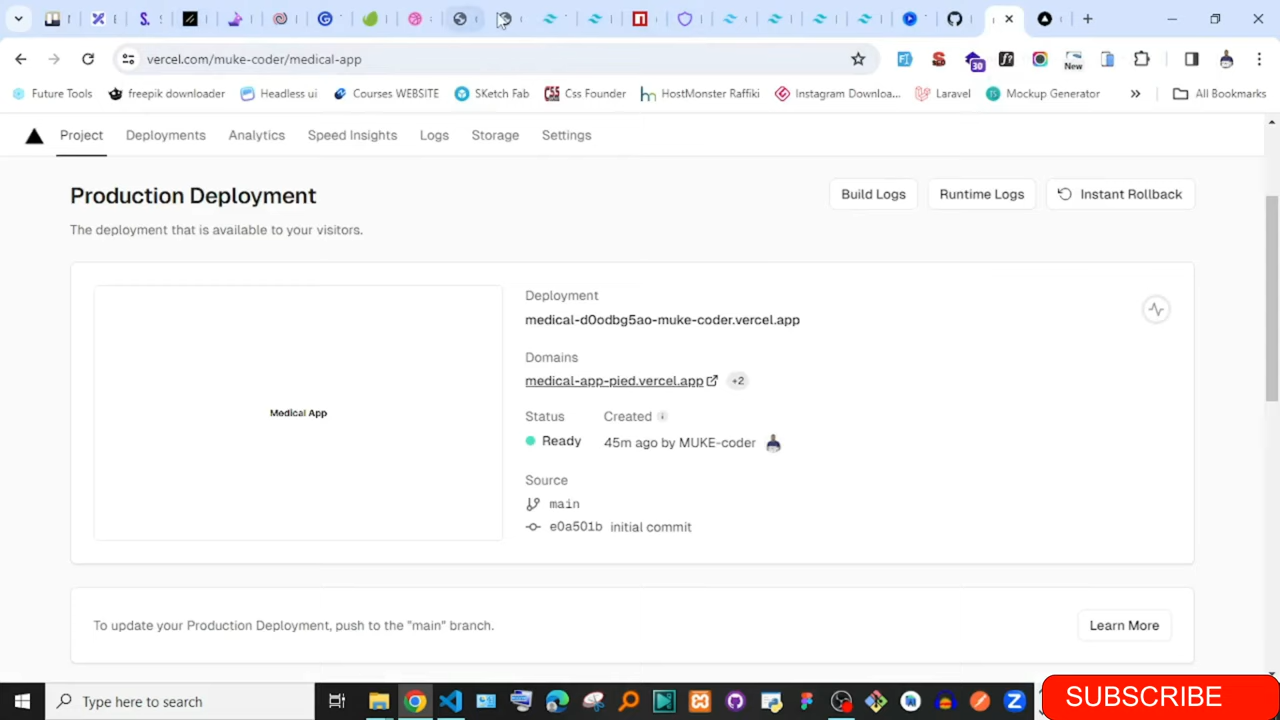 vercel.com/muke-coder/medical-app
30
New
Future Tools
freepik downloader
Headless ui
Courses WEBSITE
SKetch Fab
Css Founder
HostMonster Raffiki
Instagram Downloa...
Laravel
Mockup Generator
All Bookmarks
Project
Deployments
Analytics
Speed Insights
Logs
Storage
Settings
Production Deployment
Build Logs
Runtime Logs
Instant Rollback
The deployment that is available to your visitors.
Medical App
Deployment
medical-d0odbg5ao-muke-coder.vercel.app
Domains
medical-app-pied.vercel.app
+2
Status
Created
Ready
45m ago by MUKE-coder
Source
main
e0a501b initial commit
To update your Production Deployment, push to the "main" branch.
Learn More
Type here to search
SUBSCRIBE